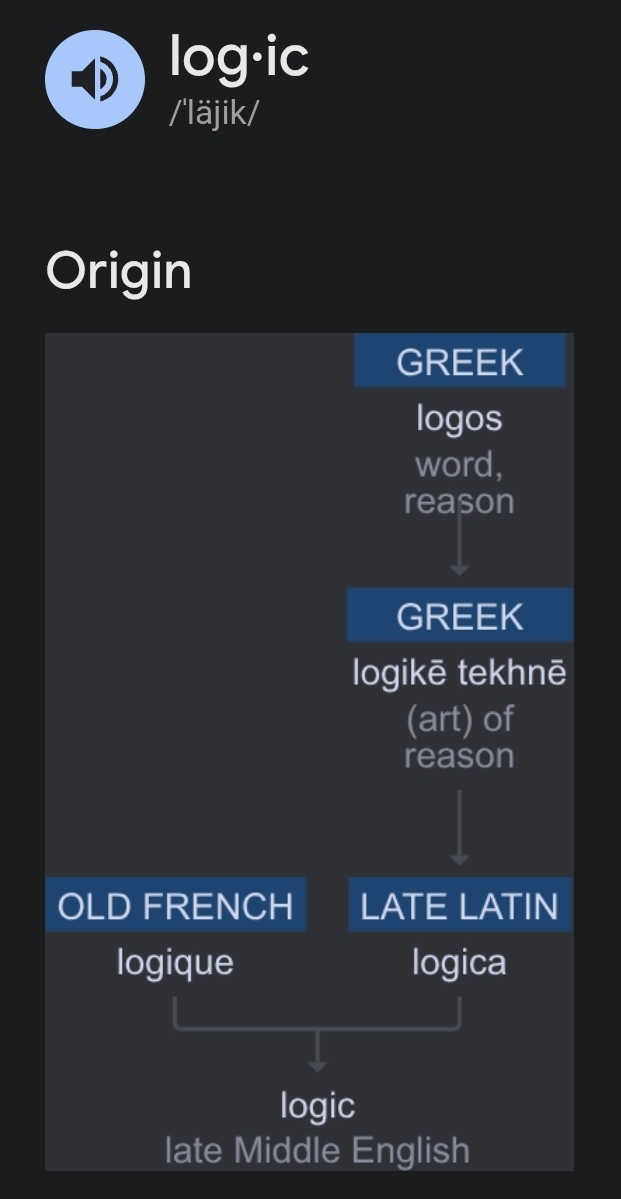 log·ic
/ˈläjik/
Origin
GREEK
logos
word,
reason
GREEK
logikē tekhnē
(art) of
reason
OLD FRENCH
logique
LATE LATIN
logica
logic
late Middle English